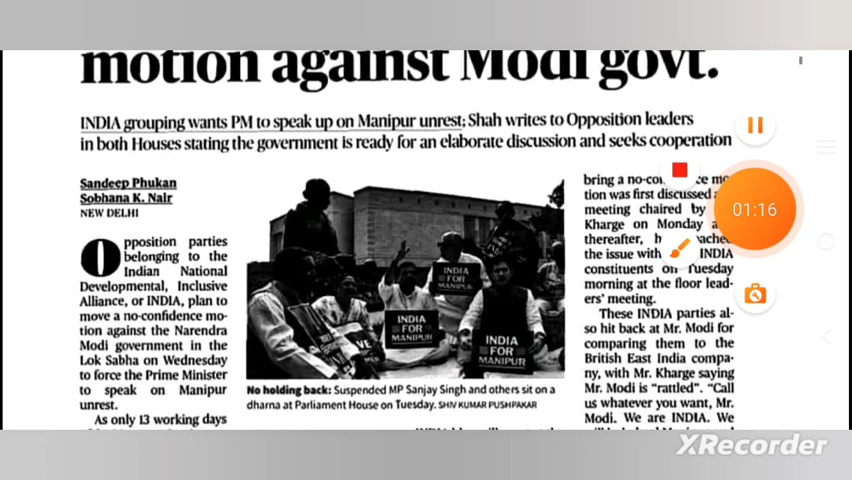 motion against Modi govt.
INDIA grouping wants PM to speak up on Manipur unrest; Shah writes to Opposition leaders
in both Houses stating the government is ready for an elaborate discussion and seeks cooperation
Sandeep Phukan
Sobhana K. Nair
NEW DELHI
Opposition parties
belonging to the
Indian National
Developmental, Inclusive
Alliance, or INDIA, plan to
move a no-confidence mo-
tion against the Narendra
Modi government in the
Lok Sabha on Wednesday
to force the Prime Minister
to speak on Manipur
unrest.
As only 13 working days
INDIA
FOR
MANIPUR
INDIA
FOR
MANIPUR
INDIA
FOR
MANIPUR
No holding back: Suspended MP Sanjay Singh and others sit on a
dharna at Parliament House on Tuesday. SHIV KUMAR PUSHPAKAR
bring a no-
tion was first discussed
meeting chaired by
Kharge on Monday
thereafter,
the issue with INDIA
constituents on Tuesday
morning at the floor lead-
ers' meeting.
These INDIA parties al-
so hit back at Mr. Modi for
comparing them to the
British East India compa-
ny, with Mr. Kharge saying
Mr. Modi is "rattled". "Call
us whatever you want, Mr.
Modi. We are INDIA. We
01:16
XRecorder